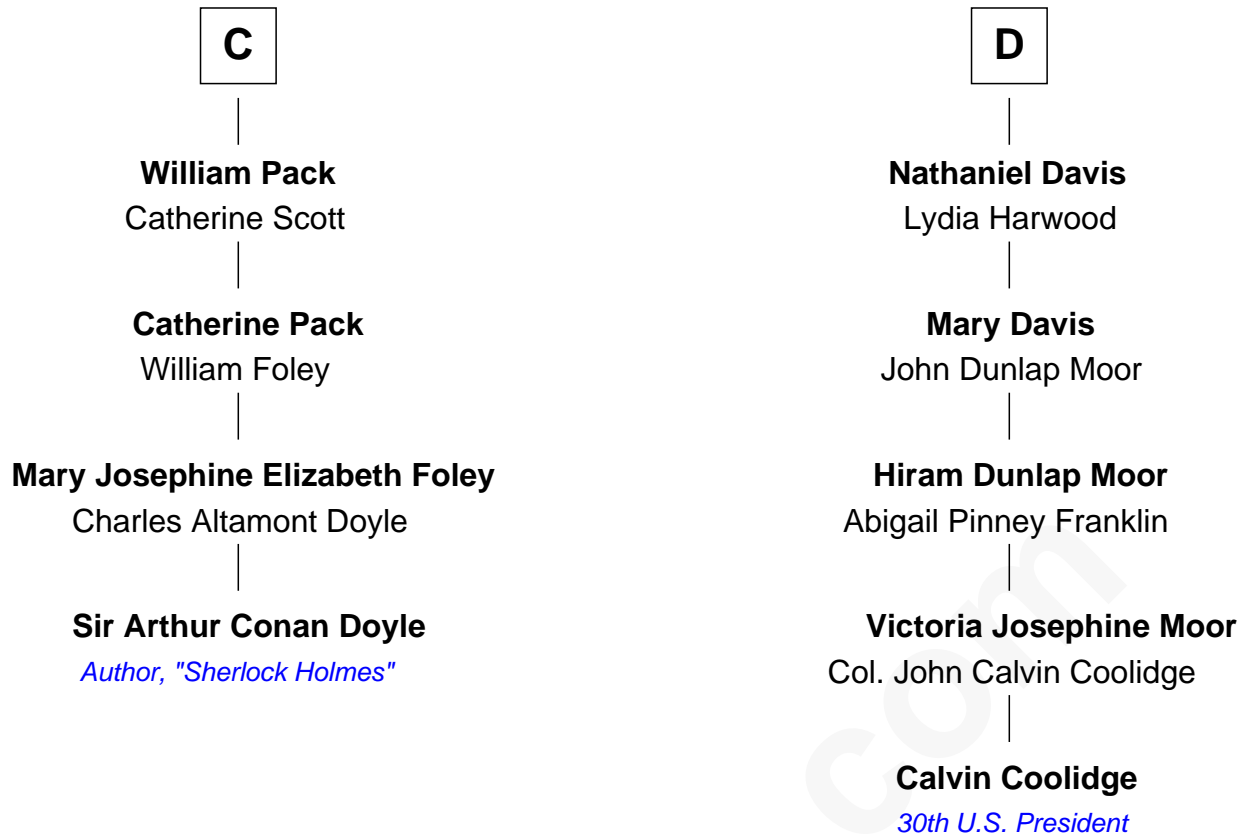 C
William Pack
Catherine Scott
Catherine Pack
William Foley
Mary Josephine Elizabeth Foley
Charles Altamont Doyle
Sir Arthur Conan Doyle
Author, "Sherlock Holmes"
D
Nathaniel Davis
Lydia Harwood
Mary Davis
John Dunlap Moor
Hiram Dunlap Moor
Abigail Pinney Franklin
Victoria Josephine Moor
Col. John Calvin Coolidge
Calvin Coolidge
30th U.S. President
com